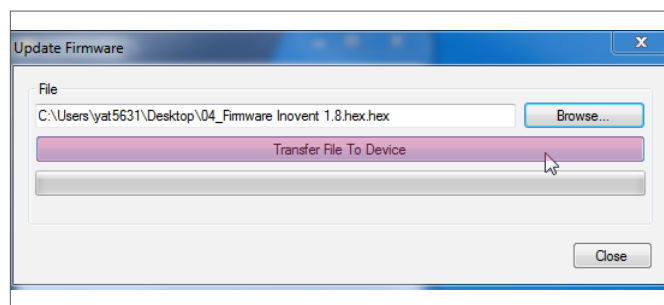 Update Firmware
x
File
C:\Users\yat5631\Desktop\04_Firmware Inovent 1.8.hex.hex
Browse...
Transfer File To Device
Close